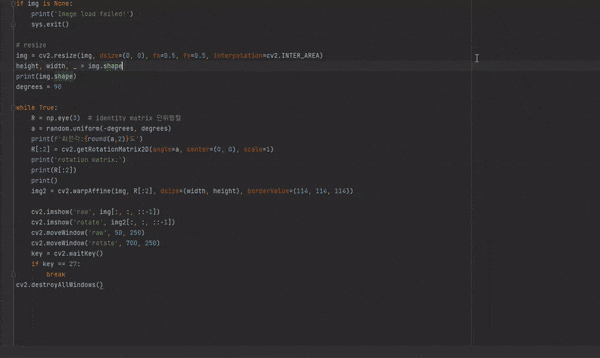 if img is None:
print('Image load failed!')
sys.exit()
# resize
img = cv2.resize(img, dsize=(0, 0), fx=0.5, fy=0.5, interpolation=cv2.INTER_AREA)
height, width, _ = img.shape
print(img.shape)
degrees = 90
while True:
R = np.eye(3)  # identity matrix 단위행렬
a = random.uniform(-degrees, degrees)
print(f'회전각:{round(a,2)}도')
R[:2] = cv2.getRotationMatrix2D(angle=a, center=(0, 0), scale=1)
print('rotation matrix:')
print(R[:2])
print()
img2 = cv2.warpAffine(img, R[:2], dsize=(width, height), borderValue=(114, 114, 114))
cv2.imshow('raw', img[:, :, ::-1])
cv2.imshow('rotate', img2[:, :, ::-1])
cv2.moveWindow('raw', 50, 250)
cv2.moveWindow('rotate', 700, 250)
key = cv2.waitKey()
if key == 27:
break
cv2.destroyAllWindows()